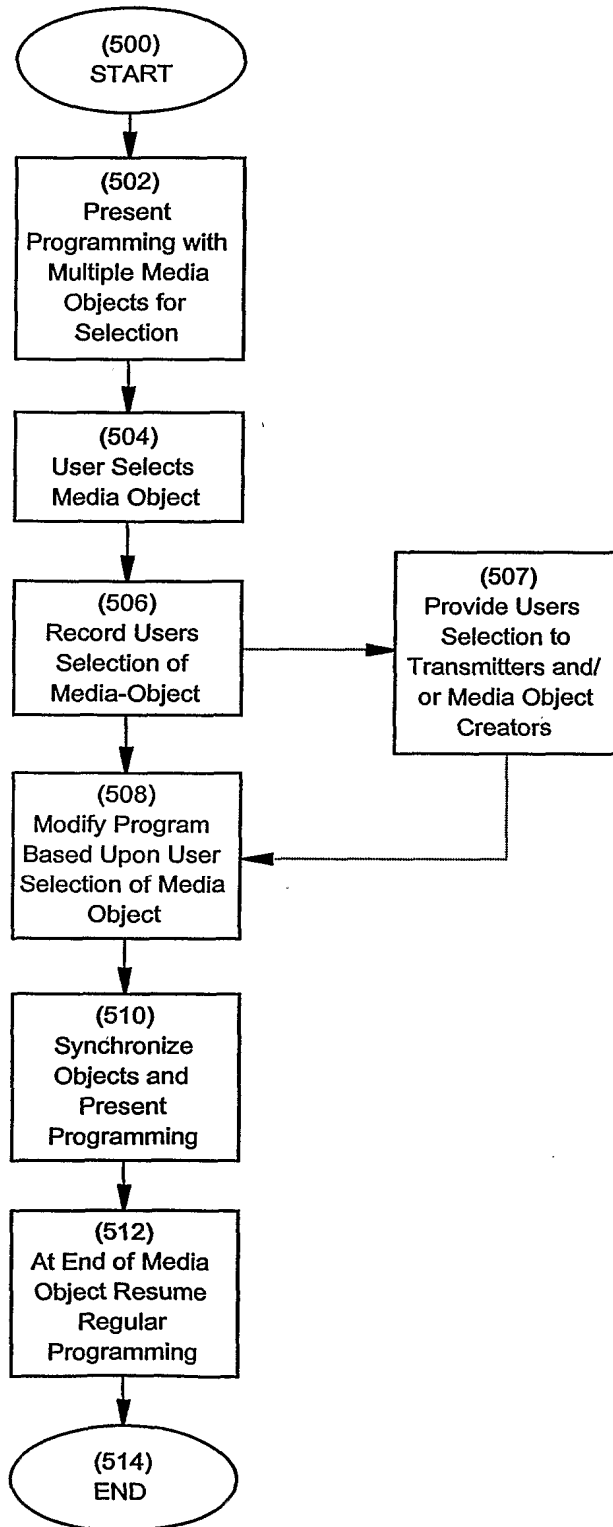 (500)
START
(502)
Present
Programming with
Multiple Media
Objects for
Selection
(504)
User Selects
Media Object
(506)
Record Users
Selection of
Media-Object
(507)
Provide Users
Selection to
Transmitters and/
or Media Object
Creators
(508)
Modify Program
Based Upon User
Selection of Media
Object
(510)
Synchronize
Objects and
Present
Programming
(512)
At End of Media
Object Resume
Regular
Programming
(514)
END